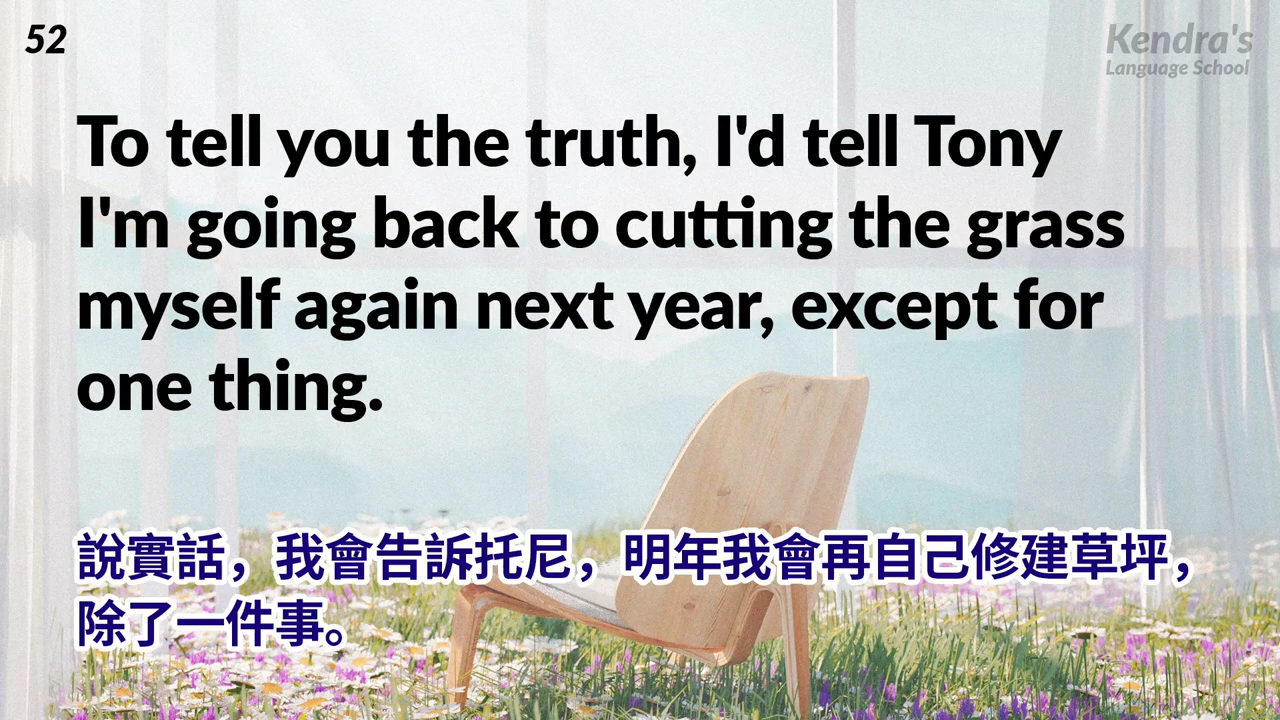 52
Kendra's
Language School
To tell you the truth, I'd tell Tony
I'm going back to cutting the grass
myself again next year, except for
one thing.
說實話，我會告訴托尼，明年我會再自己修建草坪，
除了一件事。